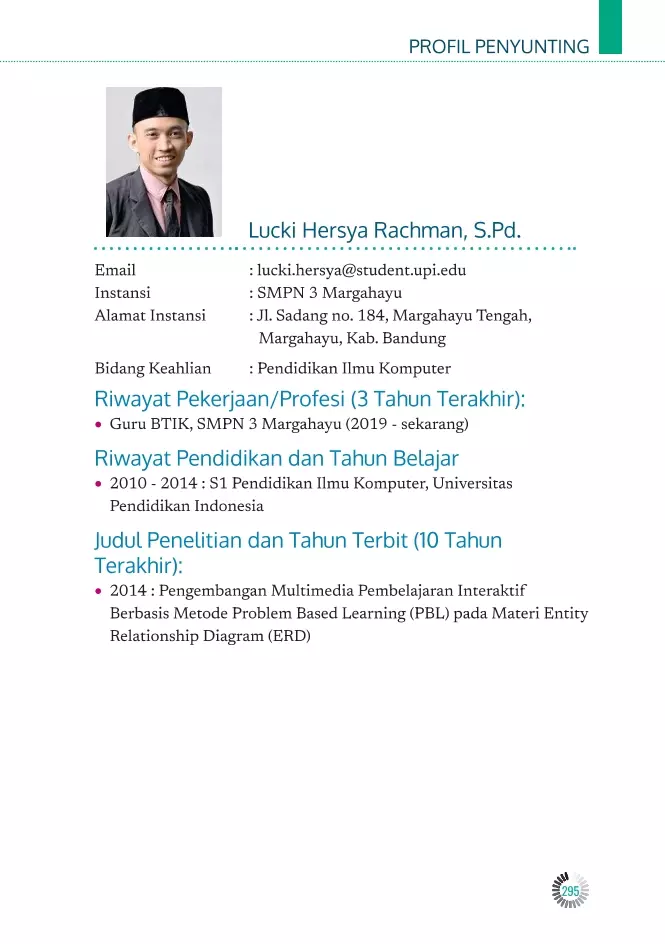 PROFIL PENYUNTING
Lucki Hersya Rachman, S.Pd.
Email : lucki.hersya@student.upi.edu
Instansi : SMPN 3 Margahayu
Alamat Instansi : Jl. Sadang no. 184, Margahayu Tengah,
Margahayu, Kab. Bandung
Bidang Keahlian : Pendidikan Ilmu Komputer
Riwayat Pekerjaan/Profesi (3 Tahun Terakhir):
• Guru BTIK, SMPN 3 Margahayu (2019 - sekarang)
Riwayat Pendidikan dan Tahun Belajar
• 2010 - 2014 : S1 Pendidikan Ilmu Komputer, Universitas
Pendidikan Indonesia
Judul Penelitian dan Tahun Terbit (10 Tahun
Terakhir):
• 2014 : Pengembangan Multimedia Pembelajaran Interaktif
Berbasis Metode Problem Based Learning (PBL) pada Materi Entity
Relationship Diagram (ERD)
295